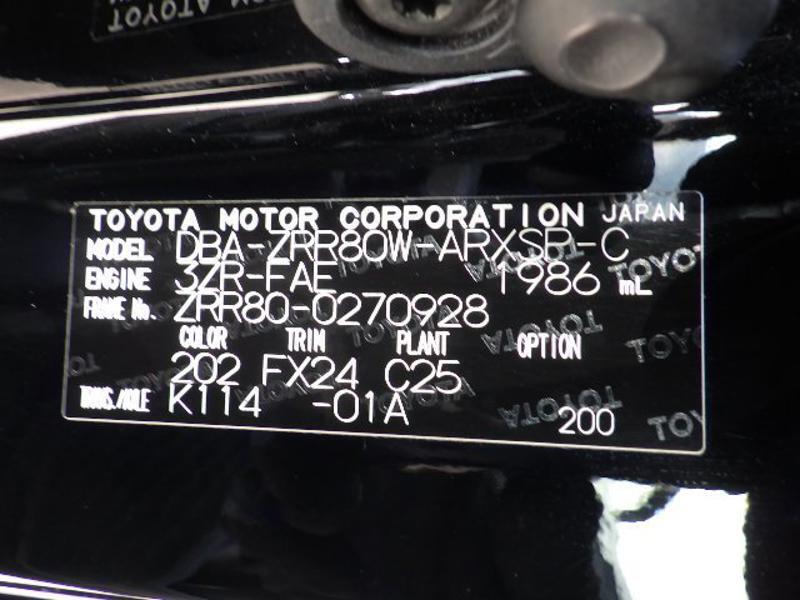 TOYOTA MOTOR CORPORATION JAPAN
MODEL DBA-ZRR80W-APXSP-C
ENGINE 3ZR-FAE 1986 mL
FRAME No. ZRR80-0270928
COLOR TRIM PLANT OPTION
202 FX24 C25
TRANS./AXLE K114 -01A 200